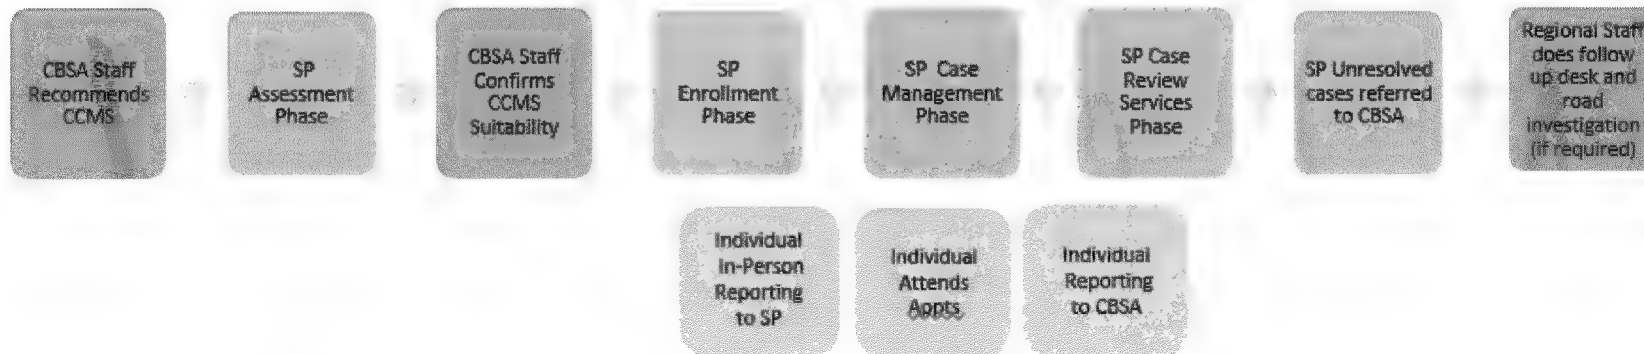 CBSA Staff
Recommends
CCMS
SP
Assessment
Phase
CBSA Staff
Confirms
CCMS
Suitability
SP
Enrollment
Phase
SP Case
Management
Phase
SP Case
Review
Services
Phase
SP Unresolved
cases referred
to CBSA
Regional Staff
does follow
up desk and
road
investigation
(if required)
Individual
In-Person
Reporting
to SP
Individual
Attends
Appts
Individual
Reporting
to CBSA